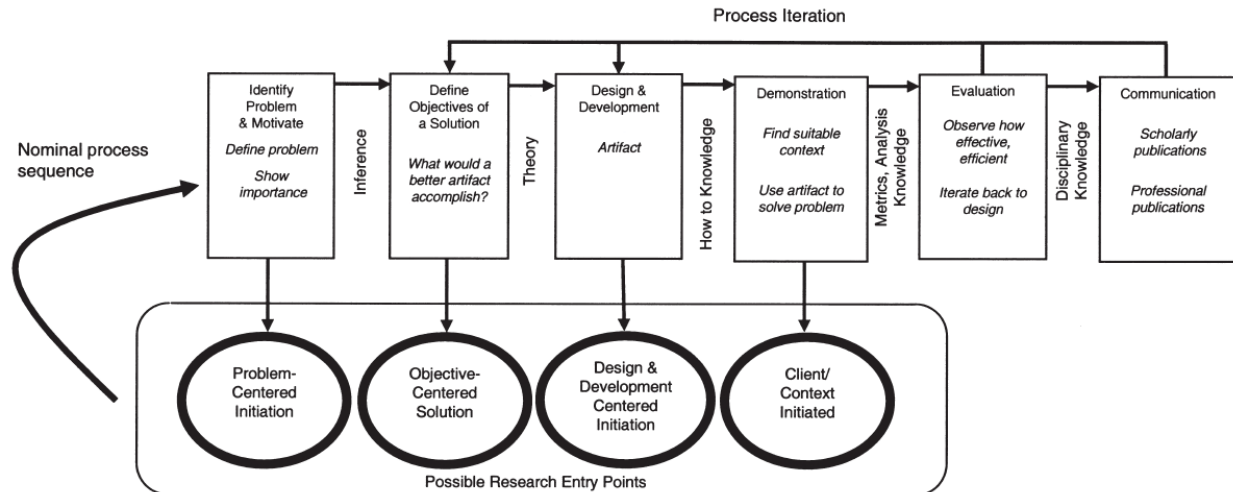 Process Iteration
Nominal process
sequence
Identify
Problem
& Motivate
Define problem
Show
importance
Inference
Define
Objectives of
a Solution
What would a
better artifact
accomplish?
Theory
Design &
Development
Artifact
How to Knowledge
Demonstration
Find suitable
context
Use artifact to
solve problem
Metrics, Analysis
Knowledge
Evaluation
Observe how
effective,
efficient
Iterate back to
design
Disciplinary
Knowledge
Communication
Scholarly
publications
Professional
publications
Problem-
Centered
Initiation
Objective-
Centered
Solution
Design &
Development
Centered
Initiation
Client/
Context
Initiated
Possible Research Entry Points